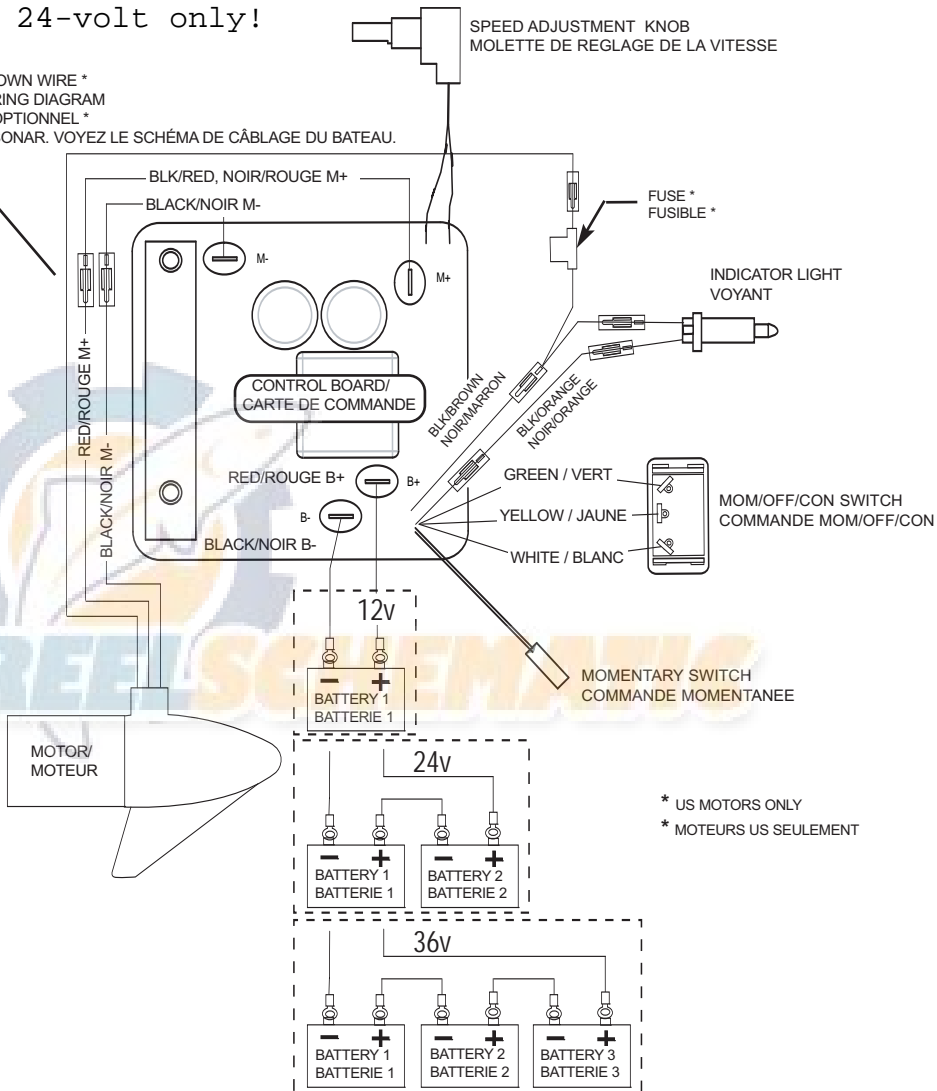 24-volt only!
SPEED ADJUSTMENT KNOB
MOLETTE DE REGLAGE DE LA VITESSE
OWN WIRE *
RING DIAGRAM
OPTIONNEL *
SONAR. VOYEZ LE SCHÉMA DE CÂBLAGE DU BATEAU.
BLK/RED, NOIR/ROUGE M+
BLACK/NOIR M-
M-
M+
FUSE *
FUSIBLE *
INDICATOR LIGHT
VOYANT
RED/ROUGE M+
BLACK/NOIR M-
CONTROL BOARD/
CARTE DE COMMANDE
BLK/BROWN
NOIR/MARRON
BLK/ORANGE
NOIR/ORANGE
RED/ROUGE B+
B+
B-
BLACK/NOIR B-
GREEN / VERT
YELLOW / JAUNE
WHITE / BLANC
MOM/OFF/CON SWITCH
COMMANDE MOM/OFF/CON
12v
- +
BATTERY 1
BATTERIE 1
MOMENTARY SWITCH
COMMANDE MOMENTANEE
REELSCHEMATIC
MOTOR/
MOTEUR
24v
- + - +
BATTERY 1 BATTERY 2
BATTERIE 1 BATTERIE 2
* US MOTORS ONLY
* MOTEURS US SEULEMENT
36v
- + - + - +
BATTERY 1 BATTERY 2 BATTERY 3
BATTERIE 1 BATTERIE 2 BATTERIE 3